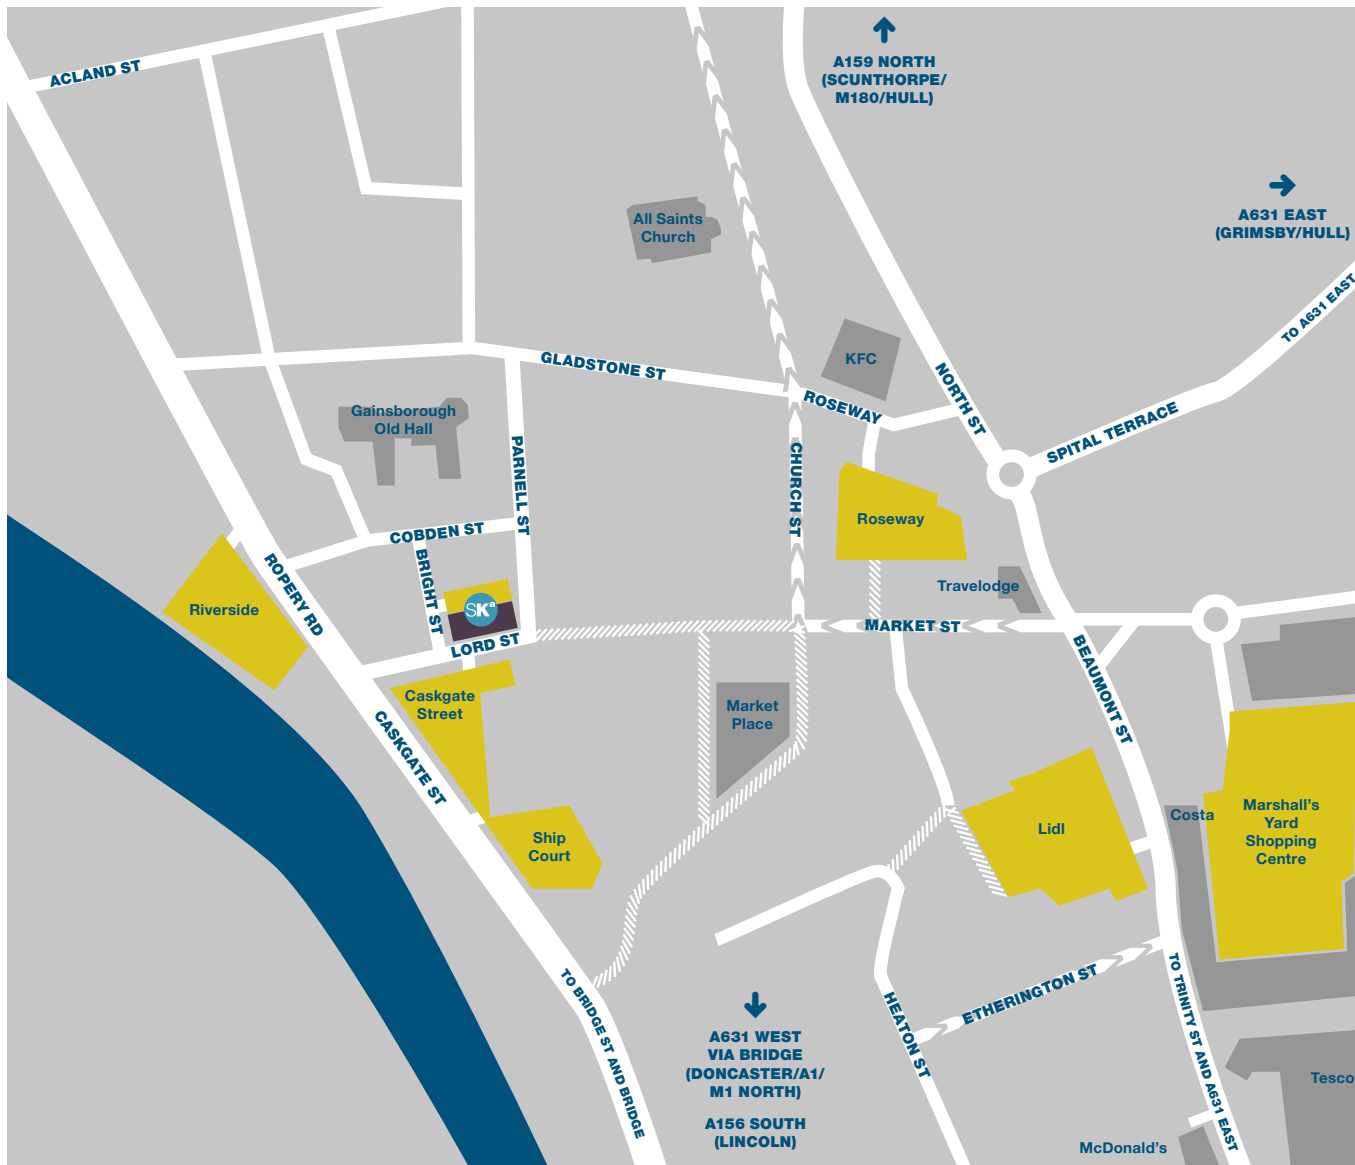 A159 NORTH
(SCUNTHORPE/
M180/HULL)
ACLAND ST
A631 EAST
(GRIMSBY/HULL)
All Saints
Church
TO A631 EAST
KFC
GLADSTONE ST
ROSEWAY
NORTH ST
SPITAL TERRACE
Gainsborough
Old Hall
PARNELL ST
CHURCH ST
COBDEN ST
Roseway
ROPERY RD
BRIGHT ST
Travelodge
Riverside
SKa
MARKET ST
LORD ST
BEAUMONT ST
Caskgate
Street
Market
Place
CASKGATE ST
Costa
Marshall's
Yard
Shopping
Centre
Lidl
Ship
Court
TO BRIDGE ST AND BRIDGE
HEATON ST
ETHERINGTON ST
TO TRINITY ST AND A631 EAST
A631 WEST
VIA BRIDGE
(DONCASTER/A1/
M1 NORTH)
A156 SOUTH
(LINCOLN)
Tesco
McDonald's